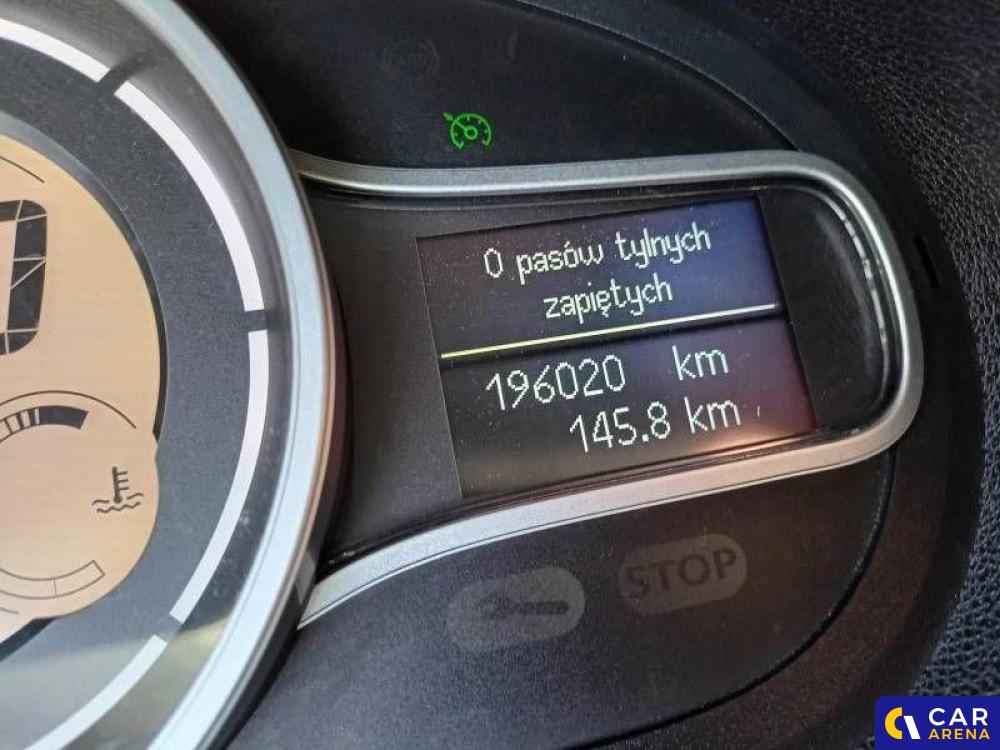 0 pasów tylnych
zapiętych
196020 km
145.8 km
STOP
CAR
ARENA